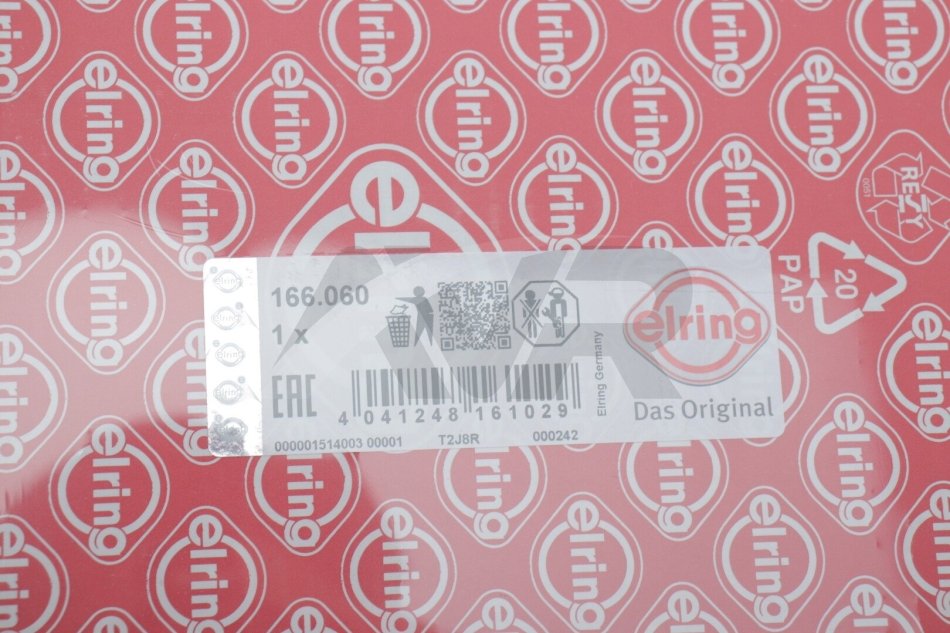 166.060
1 x
EAC
4 041248 161029
000001514003 00001 T2J8R 000242
Elring Germany
elring
Das Original
20
PAP
RESY
0051